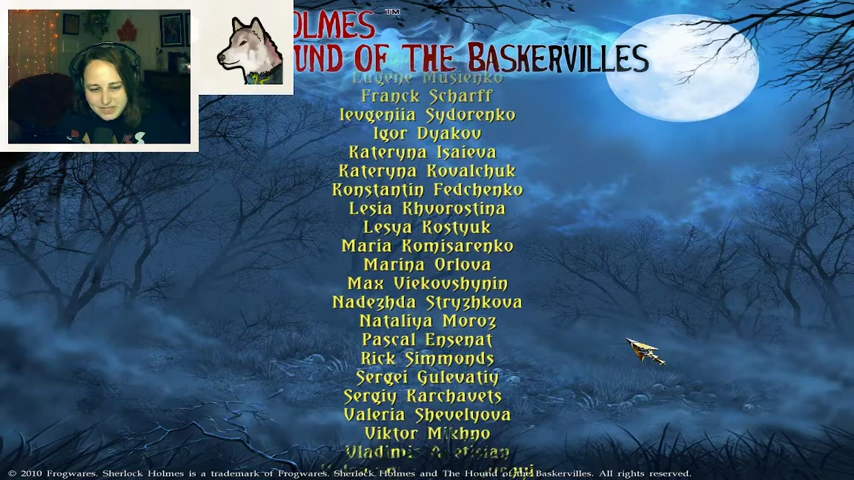 OLMES™
UND OF THE BASKERVILLES
Eugene Musienko
Franck Scharff
Ievgeniia Sydorenko
Igor Dyakov
Kateryna Isaieva
Kateryna Kovalchuk
Konstantin Fedchenko
Lesia Khvorostina
Lesya Kostyuk
Maria Komisarenko
Marina Orlova
Max Viekovshynin
Nadezhda Stryzhkova
Nataliya Moroz
Pascal Ensenat
Rick Simmonds
Sergei Gulevatiy
Sergiy Karchavets
Valeria Shevelyova
Viktor Mikhno
© 2010 Frogwares. Sherlock Holmes is a trademark of Frogwares. Sherlock Holmes and The Hound of the Baskervilles. All rights reserved.